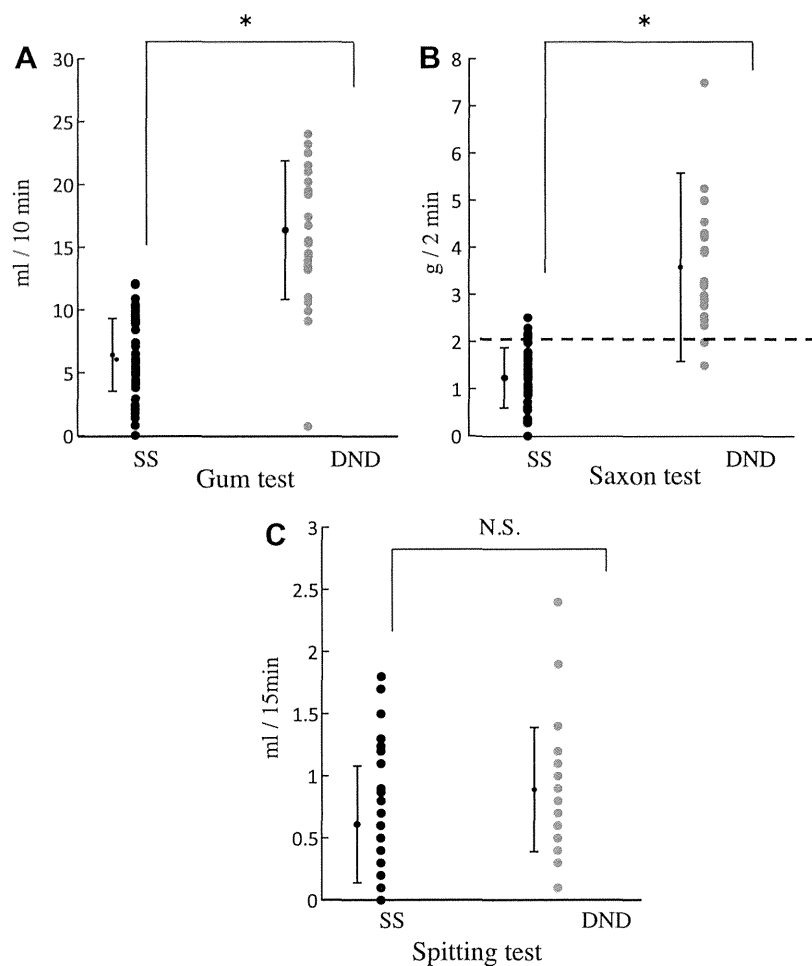 *
*
A
B
30
25
20
15
10
5
0
ml / 10 min
SS
DND
Gum test
8
7
6
5
4
3
2
1
0
g / 2 min
SS
DND
Saxon test
C
N.S.
3
2.5
2
1.5
1
0.5
0
ml / 15min
SS
DND
Spitting test